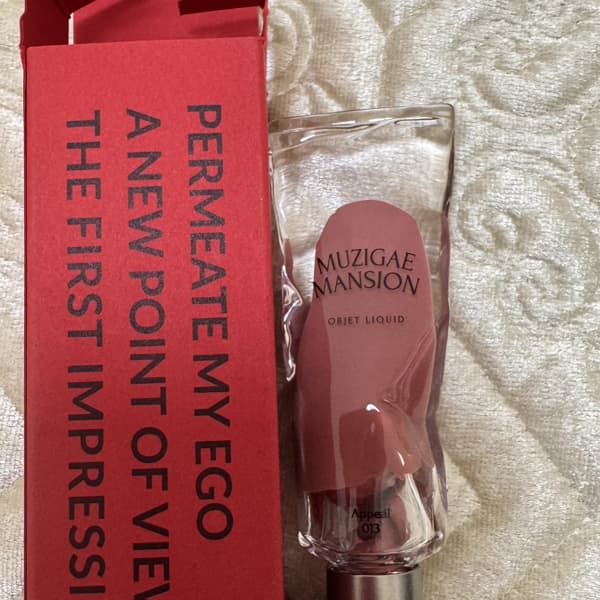 PERMEATE MY EGO
A NEW POINT OF VIEW
THE FIRST IMPRESSI
MUZIGAE
MANSION
OBJET LIQUID
Appeal
013